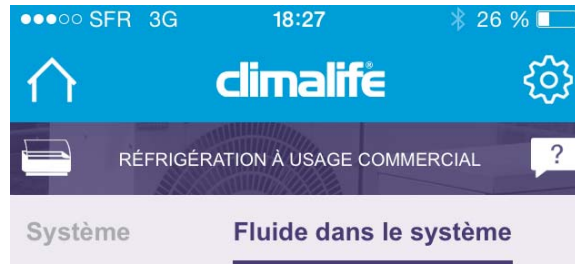 SFR 3G 18:27 26 %
climalife
RÉFRIGÉRATION À USAGE COMMERCIAL ?
Système Fluide dans le système